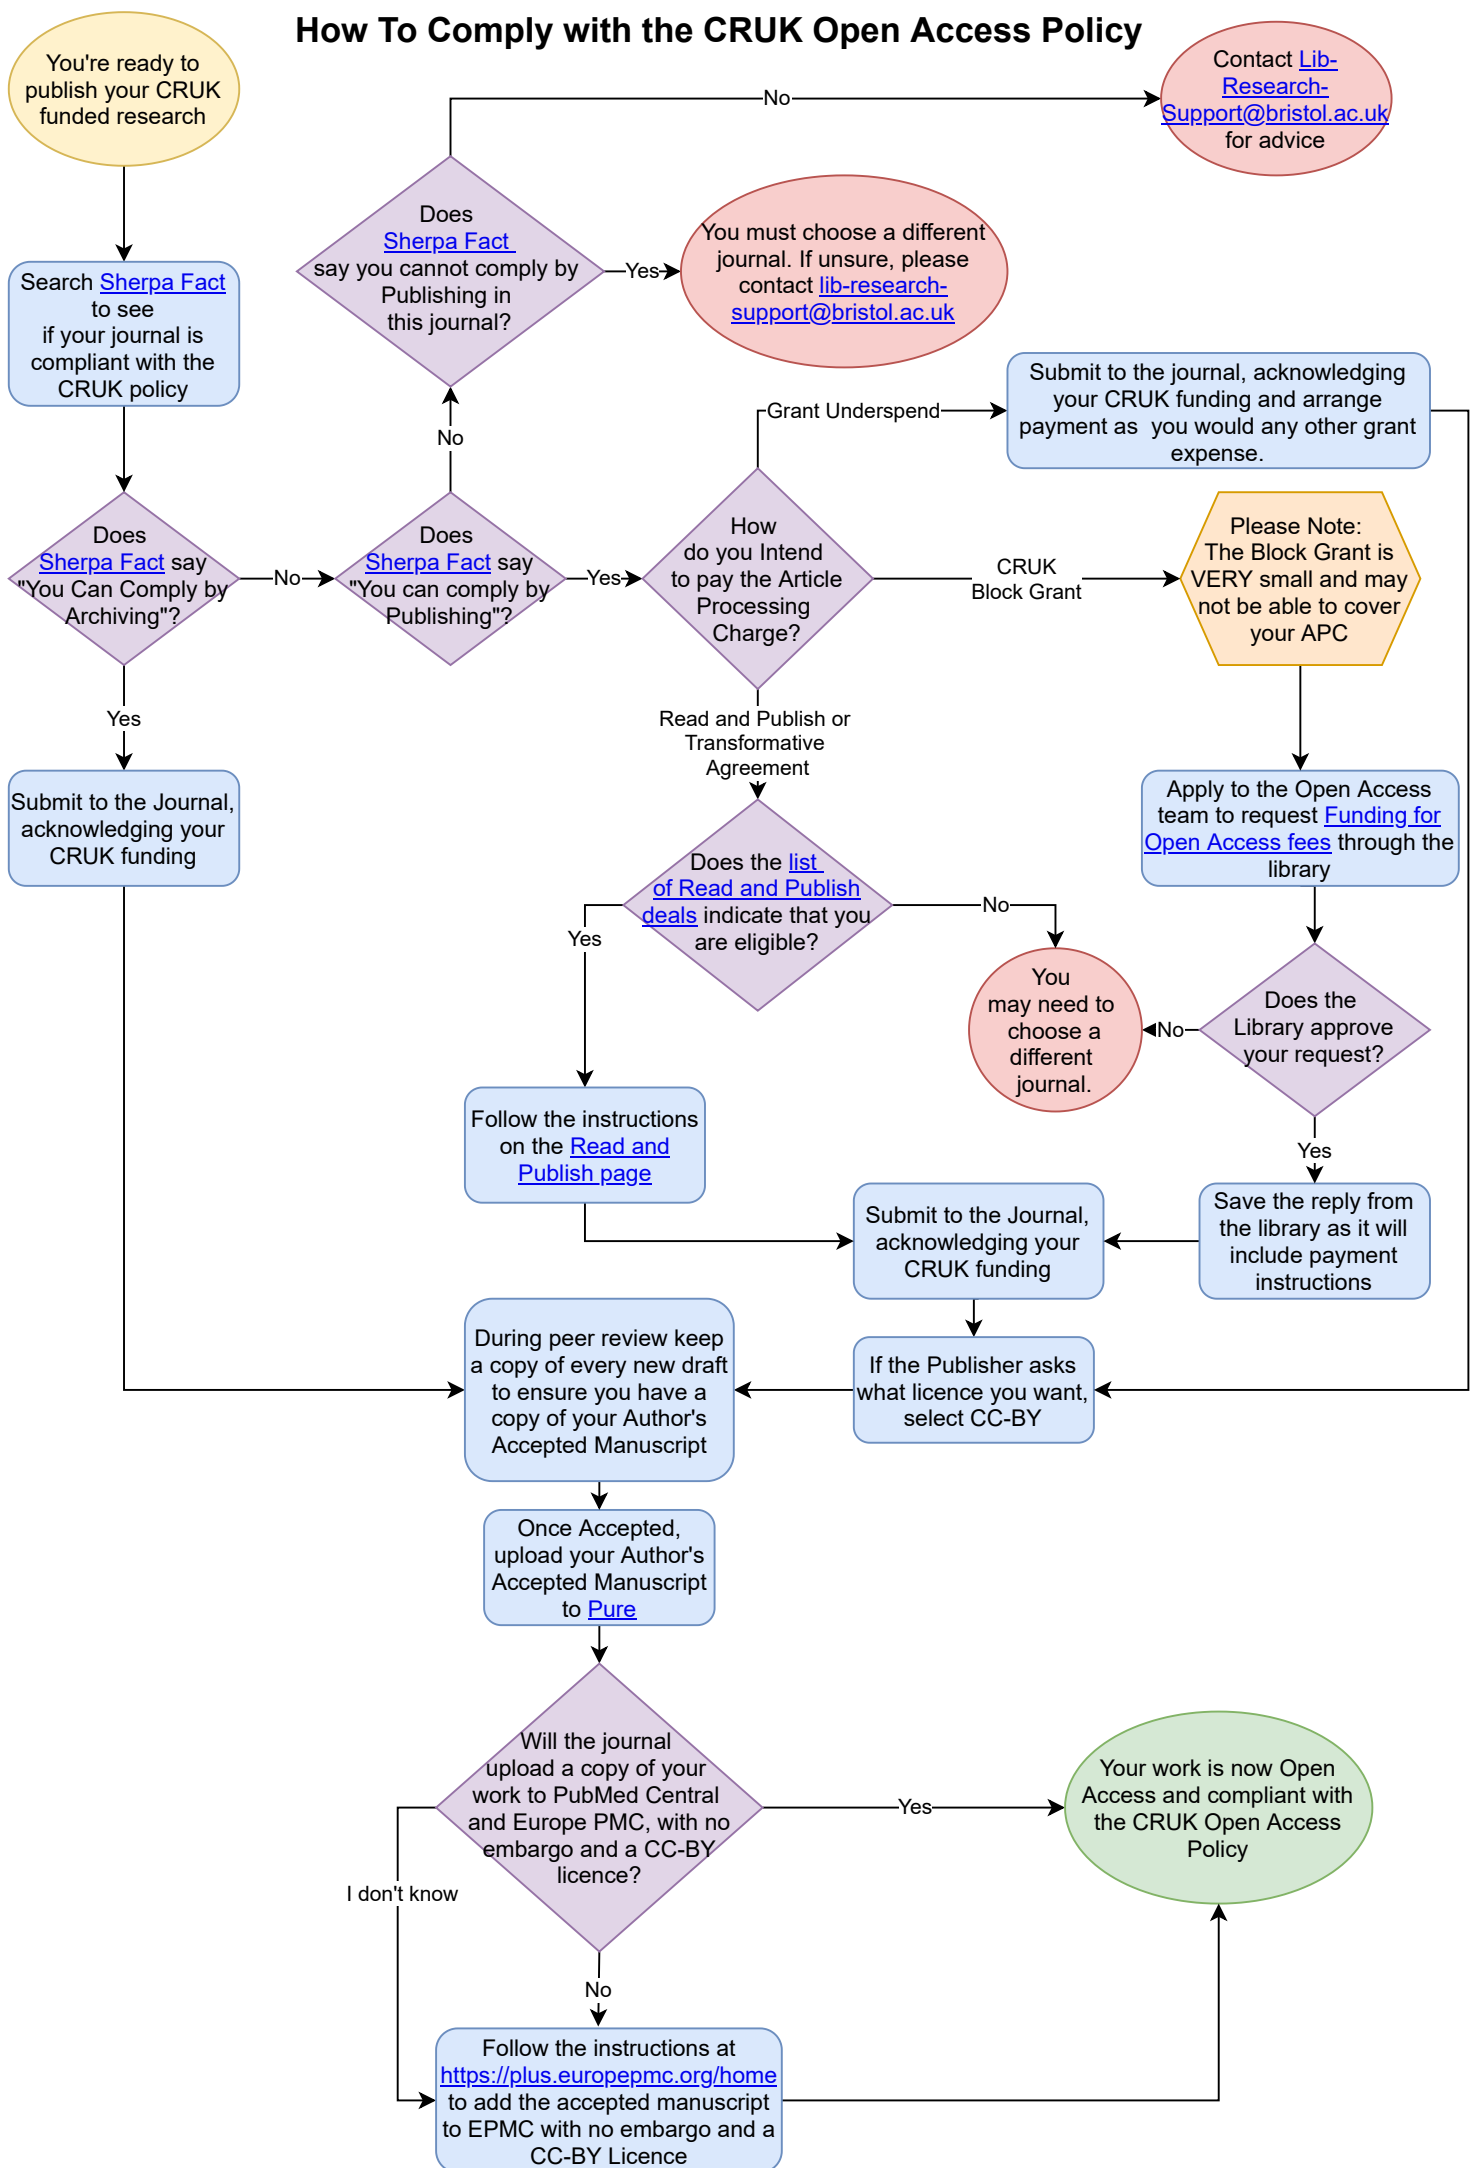 How To Comply with the CRUK Open Access Policy
You're ready to
publish your CRUK
funded research
Contact Lib-
Research-
Support@bristol.ac.uk
for advice
No
Does
Sherpa Fact
say you cannot comply by
Publishing in
this journal?
Yes
You must choose a different
journal. If unsure, please
contact lib-research-
support@bristol.ac.uk
Search Sherpa Fact
to see
if your journal is
compliant with the
CRUK policy
No
Grant Underspend
Submit to the journal, acknowledging
your CRUK funding and arrange
payment as you would any other grant
expense.
Does
Sherpa Fact say
"You Can Comply by
Archiving"?
No
Does
Sherpa Fact say
"You can comply by
Publishing"?
Yes
How
do you Intend
to pay the Article
Processing
Charge?
CRUK
Block Grant
Please Note:
The Block Grant is
VERY small and may
not be able to cover
your APC
Yes
Read and Publish or
Transformative
Agreement
Submit to the Journal,
acknowledging your
CRUK funding
Apply to the Open Access
team to request Funding for
Open Access fees through the
library
Does the list
of Read and Publish
deals indicate that you
are eligible?
No
Yes
You
may need to
choose a
different
journal.
No
Does the
Library approve
your request?
Yes
Follow the instructions
on the Read and
Publish page
Submit to the Journal,
acknowledging your
CRUK funding
Save the reply from
the library as it will
include payment
instructions
During peer review keep
a copy of every new draft
to ensure you have a
copy of your Author's
Accepted Manuscript
If the Publisher asks
what licence you want,
select CC-BY
Once Accepted,
upload your Author's
Accepted Manuscript
to Pure
Will the journal
upload a copy of your
work to PubMed Central
and Europe PMC, with no
embargo and a CC-BY
licence?
Yes
Your work is now Open
Access and compliant with
the CRUK Open Access
Policy
I don't know
No
Follow the instructions at
https://plus.europepmc.org/home
to add the accepted manuscript
to EPMC with no embargo and a
CC-BY Licence